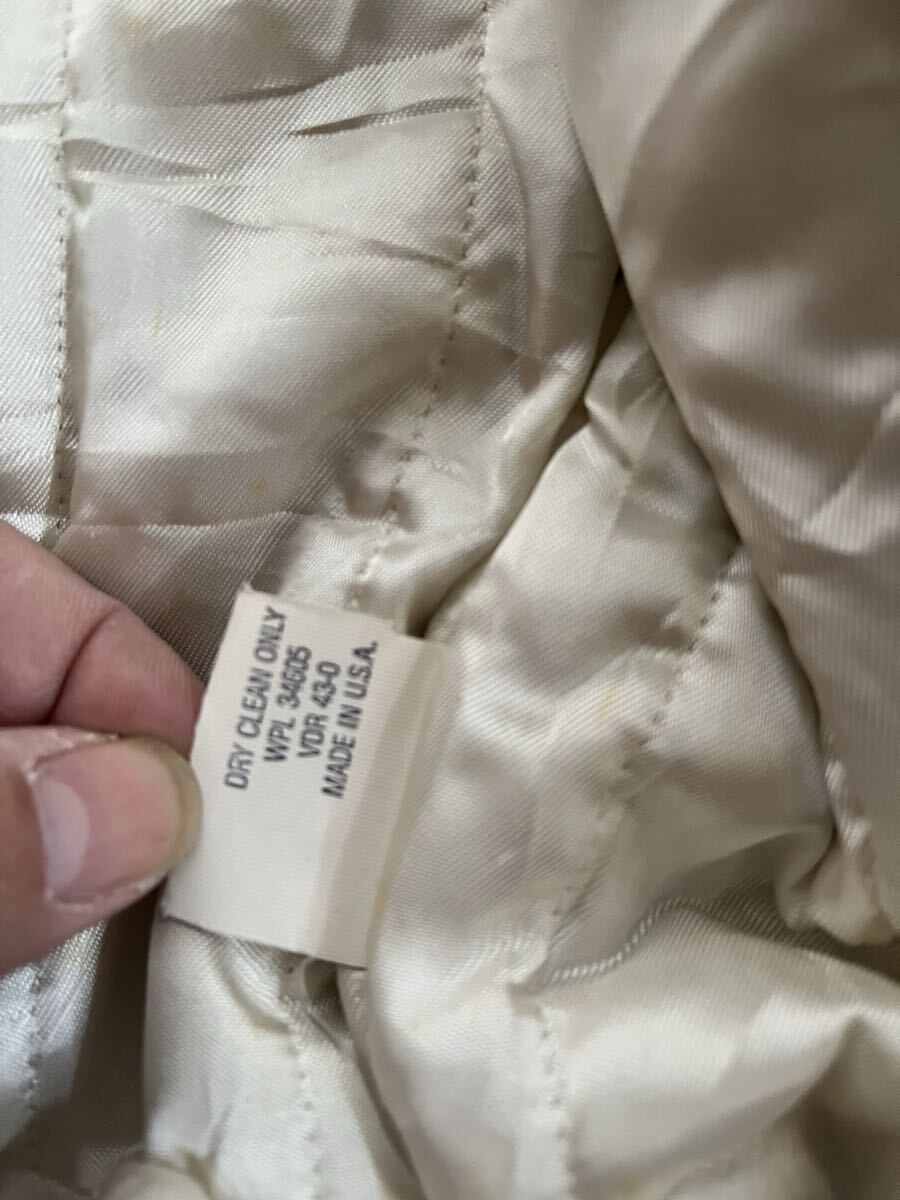 DRY CLEAN ONLY
WPL 34605
VDR 43-0
MADE IN U.S.A.